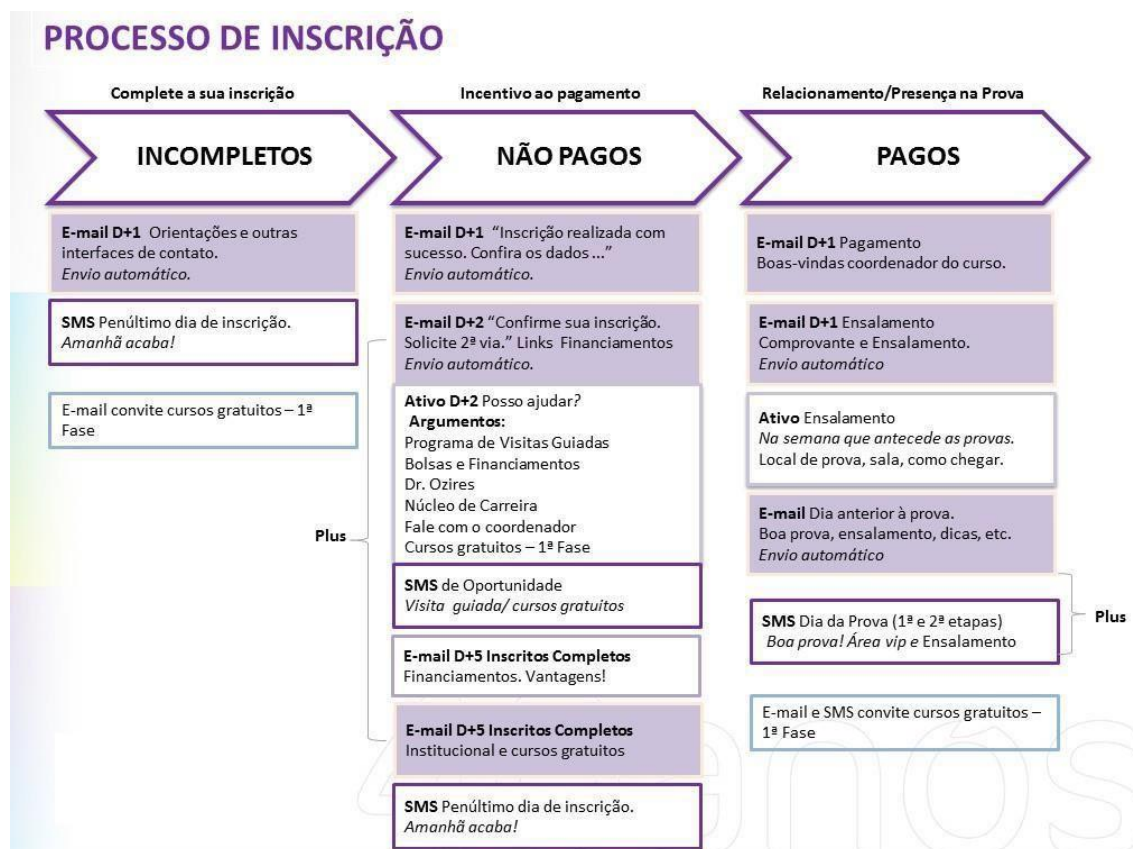 PROCESSO DE INSCRIÇÃO
Complete a sua inscrição
INCOMPLETOS
E-mail D+1 Orientações e outras
interfaces de contato.
Envio automático.
SMS Penúltimo dia de inscrição.
Amanhã acaba!
E-mail convite cursos gratuitos – 1ª
Fase
Incentivo ao pagamento
NÃO PAGOS
E-mail D+1 “Inscrição realizada com
sucesso. Confira os dados ...”
Envio automático.
E-mail D+2 “Confirme sua inscrição.
Solicite 2ª via.” Links Financiamentos
Envio automático.
Ativo D+2 Posso ajudar?
Argumentos:
Programa de Visitas Guiadas
Bolsas e Financiamentos
Dr. Ozires
Núcleo de Carreira
Fale com o coordenador
Cursos gratuitos – 1ª Fase
Plus
SMS de Oportunidade
Visita guiada/ cursos gratuitos
E-mail D+5 Inscritos Completos
Financiamentos. Vantagens!
E-mail D+5 Inscritos Completos
Institucional e cursos gratuitos
SMS Penúltimo dia de inscrição.
Amanhã acaba!
Relacionamento/Presença na Prova
PAGOS
E-mail D+1 Pagamento
Boas-vindas coordenador do curso.
E-mail D+1 Ensalamento
Comprovante e Ensalamento.
Envio automático
Ativo Ensalamento
Na semana que antecede as provas.
Local de prova, sala, como chegar.
E-mail Dia anterior à prova.
Boa prova, ensalamento, dicas, etc.
Envio automático
SMS Dia da Prova (1ª e 2ª etapas)
Boa prova! Área vip e Ensalamento
Plus
E-mail e SMS convite cursos gratuitos –
1ª Fase
anos